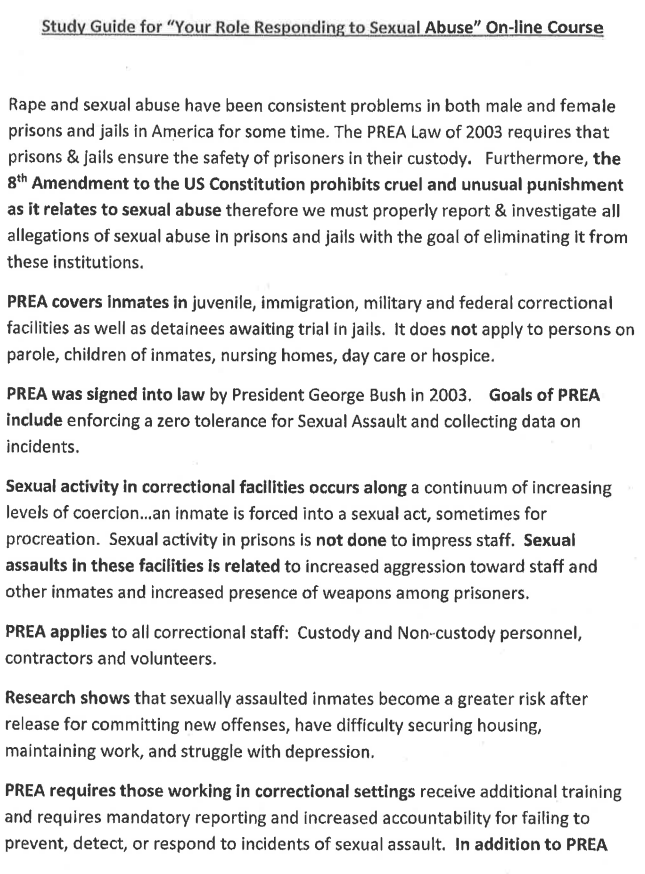 Study Guide for "Your Role Responding to Sexual Abuse" On-line Course
Rape and sexual abuse have been consistent problems in both male and female
prisons and jails in America for some time. The PREA Law of 2003 requires that
prisons & jails ensure the safety of prisoners in their custody. Furthermore, the
8th Amendment to the US Constitution prohibits cruel and unusual punishment
as it relates to sexual abuse therefore we must properly report & investigate all
allegations of sexual abuse in prisons and jails with the goal of eliminating it from
these institutions.
PREA covers inmates in juvenile, immigration, military and federal correctional
facilities as well as detainees awaiting trial in jails. It does not apply to persons on
parole, children of inmates, nursing homes, day care or hospice.
PREA was signed into law by President George Bush in 2003. Goals of PREA
include enforcing a zero tolerance for Sexual Assault and collecting data on
incidents.
Sexual activity in correctional facilities occurs along a continuum of increasing
levels of coercion...an inmate is forced into a sexual act, sometimes for
procreation. Sexual activity in prisons is not done to impress staff. Sexual
assaults in these facilities is related to increased aggression toward staff and
other inmates and increased presence of weapons among prisoners.
PREA applies to all correctional staff: Custody and Non-custody personnel,
contractors and volunteers.
Research shows that sexually assaulted inmates become a greater risk after
release for committing new offenses, have difficulty securing housing,
maintaining work, and struggle with depression.
PREA requires those working in correctional settings receive additional training
and requires mandatory reporting and increased accountability for failing to
prevent, detect, or respond to incidents of sexual assault. In addition to PREA